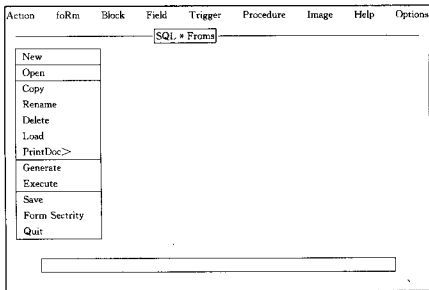 Action foRm Block Field Trigger Procedure Image Help Options
SQL * Froms
New
Open
Copy
Rename
Delete
Load
PrintDoc>
Generate
Execute
Save
Form Sectrity
Quit